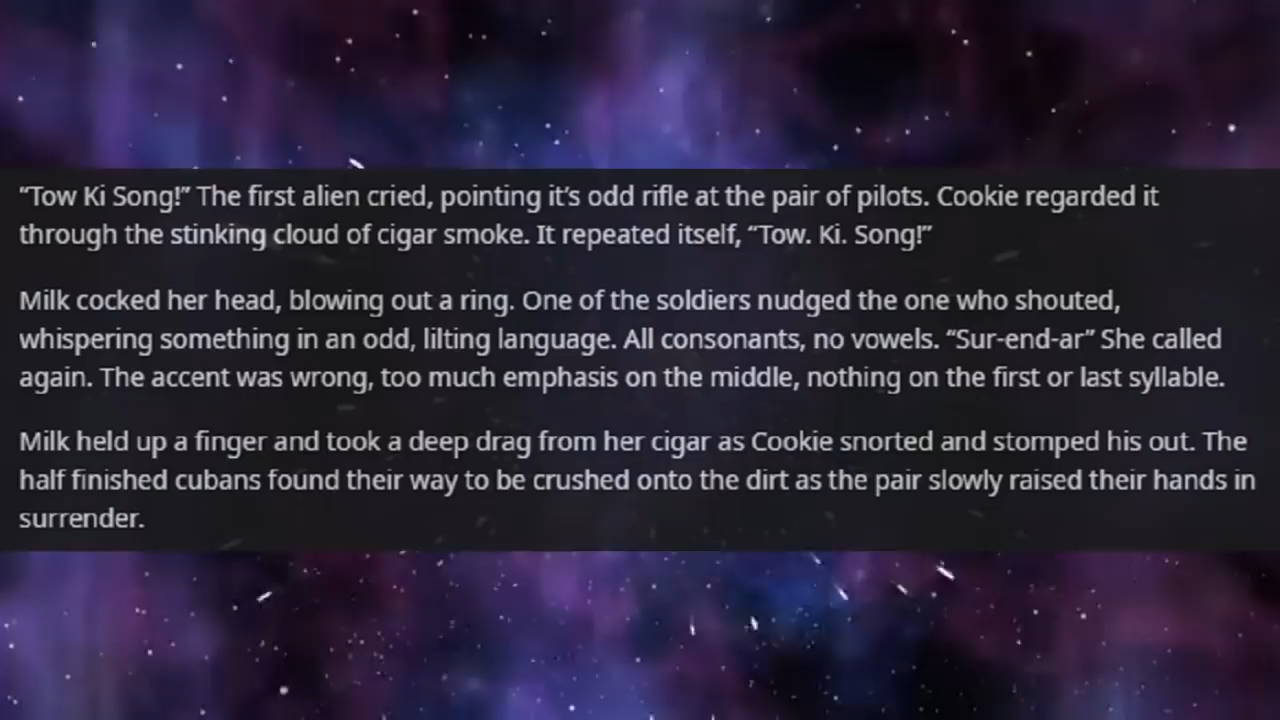 “Tow Ki Song!” The first alien cried, pointing it’s odd rifle at the pair of pilots. Cookie regarded it
through the stinking cloud of cigar smoke. It repeated itself, “Tow. Ki. Song!”
Milk cocked her head, blowing out a ring. One of the soldiers nudged the one who shouted,
whispering something in an odd, lilting language. All consonants, no vowels. “Sur-end-ar” She called
again. The accent was wrong, too much emphasis on the middle, nothing on the first or last syllable.
Milk held up a finger and took a deep drag from her cigar as Cookie snorted and stomped his out. The
half finished cubans found their way to be crushed onto the dirt as the pair slowly raised their hands in
surrender.